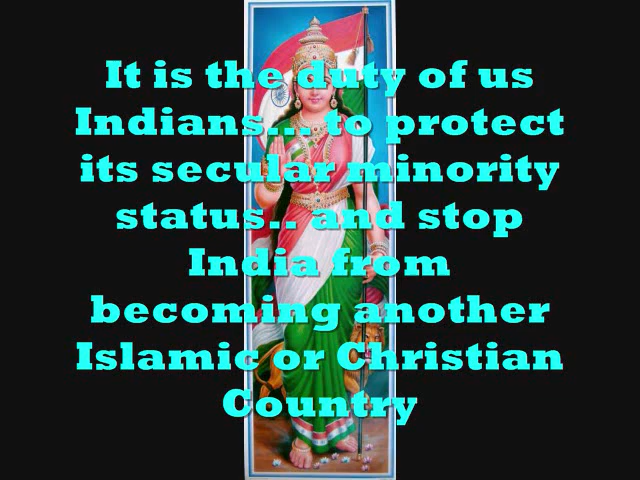 It is the duty of us
Indians... to protect
its secular minority
status.. and stop
India from
becoming another
Islamic or Christian
Country